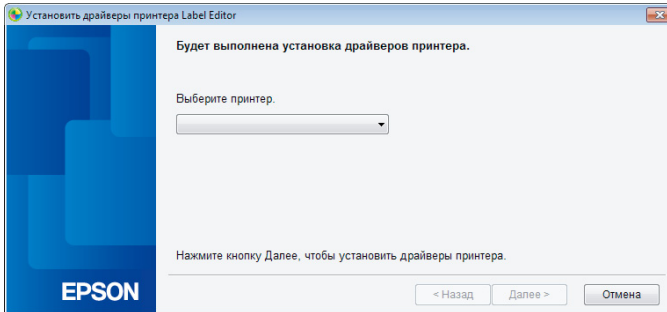 Установить драйверы принтера Label Editor
Будет выполнена установка драйверов принтера.
Выберите принтер.
Нажмите кнопку Далее, чтобы установить драйверы принтера.
EPSON
< Назад
Далее >
Отмена